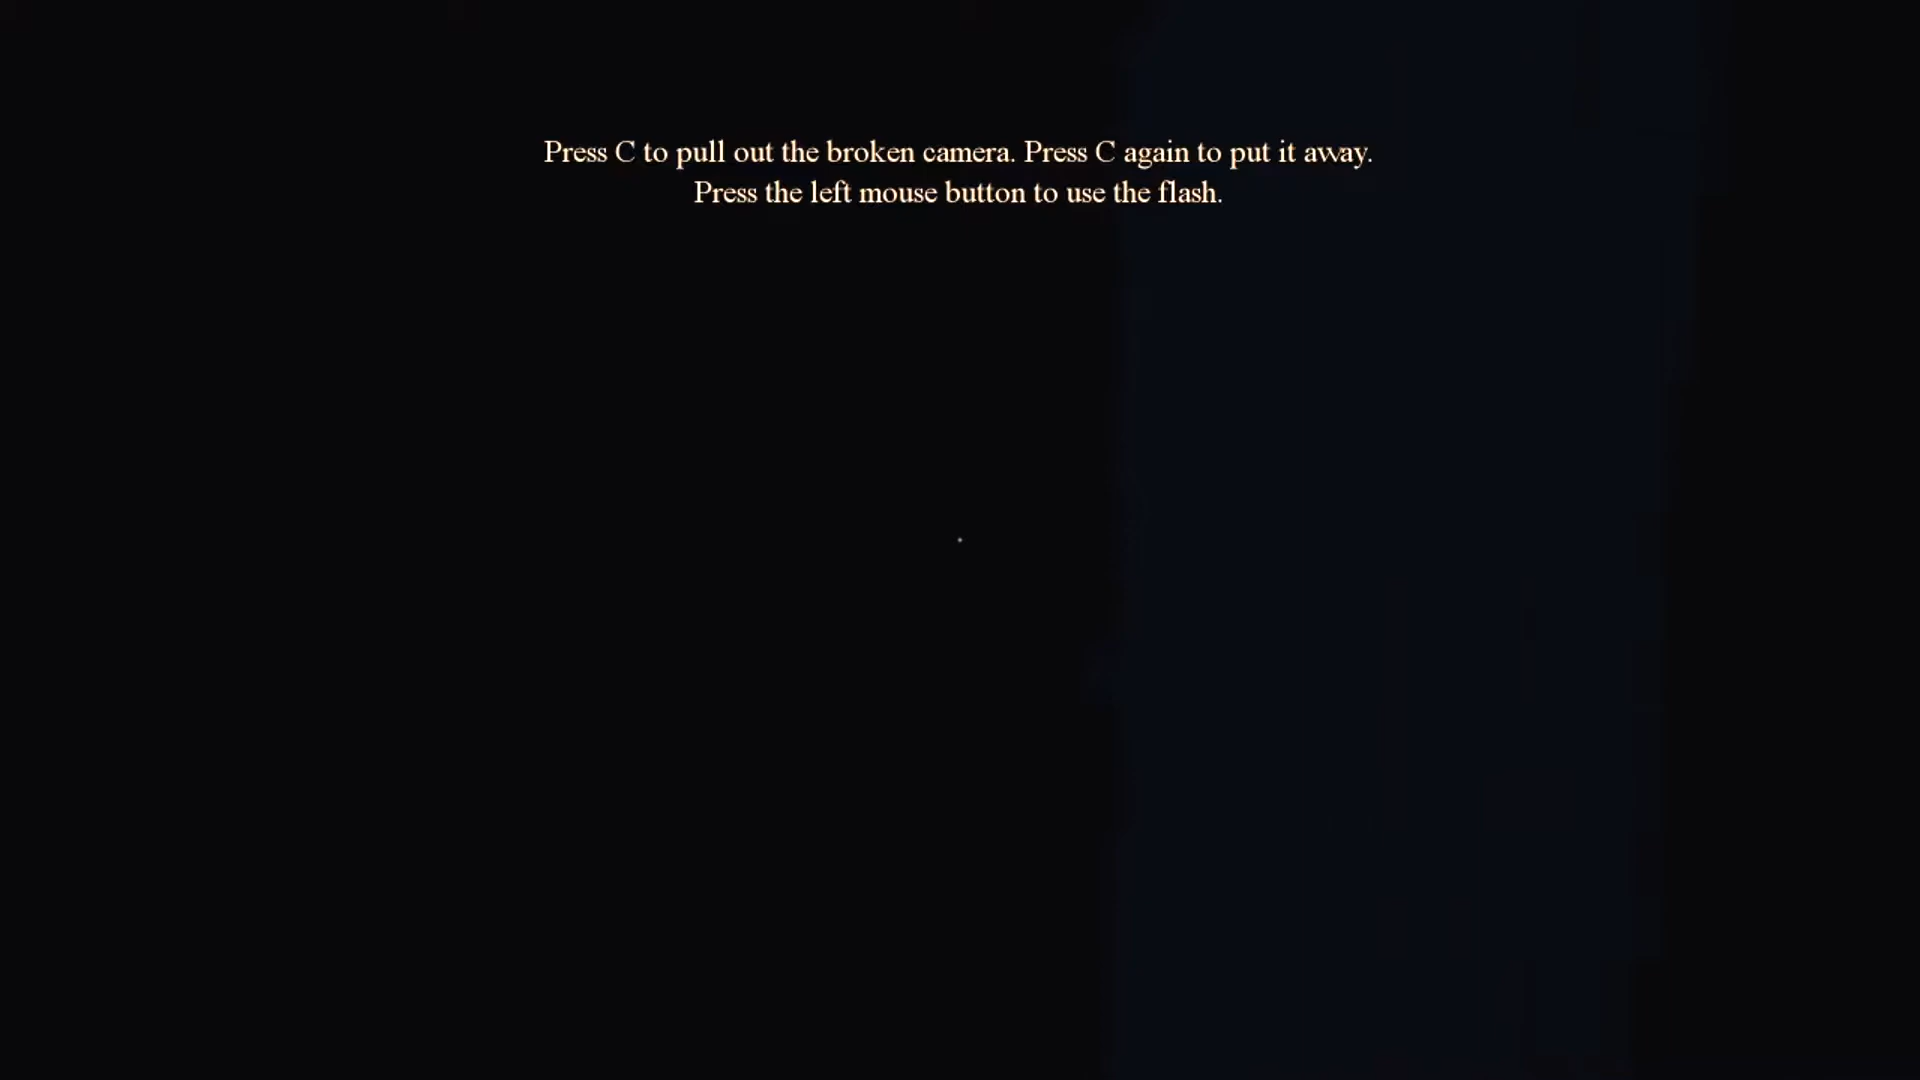 Press C to pull out the broken camera. Press C again to put it away.
Press the left mouse button to use the flash.